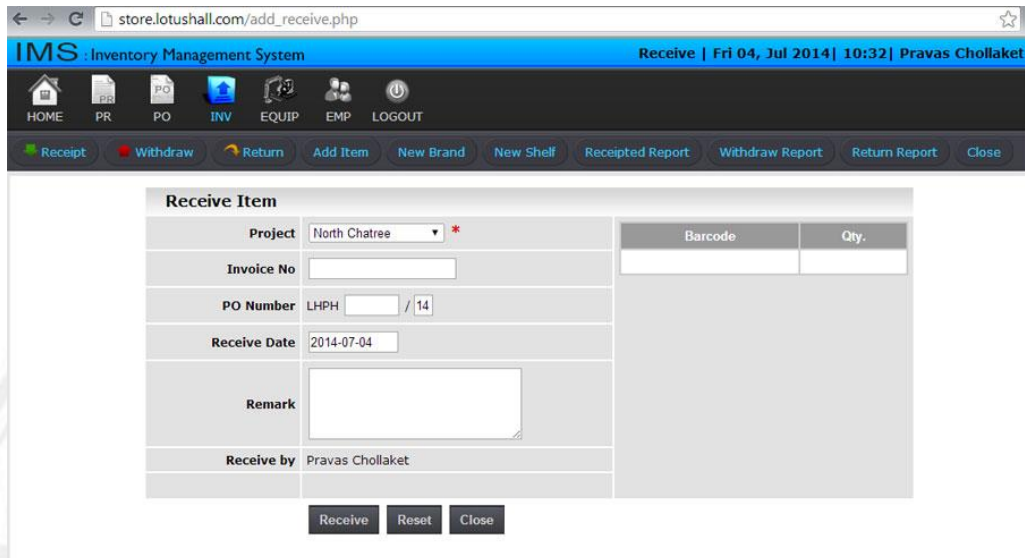 store.lotushall.com/add_receive.php
IMS : Inventory Management System Receive | Fri 04, Jul 2014| 10:32| Pravas Chollaket
PR PO
HOME PR PO INV EQUIP EMP LOGOUT
Receipt Withdraw Return Add Item New Brand New Shelf Receipted Report Withdraw Report Return Report Close
Receive Item
Project North Chatree *
Barcode Qty.
Invoice No
PO Number LHPH / 14
Receive Date 2014-07-04
Remark
Receive by Pravas Chollaket
Receive Reset Close